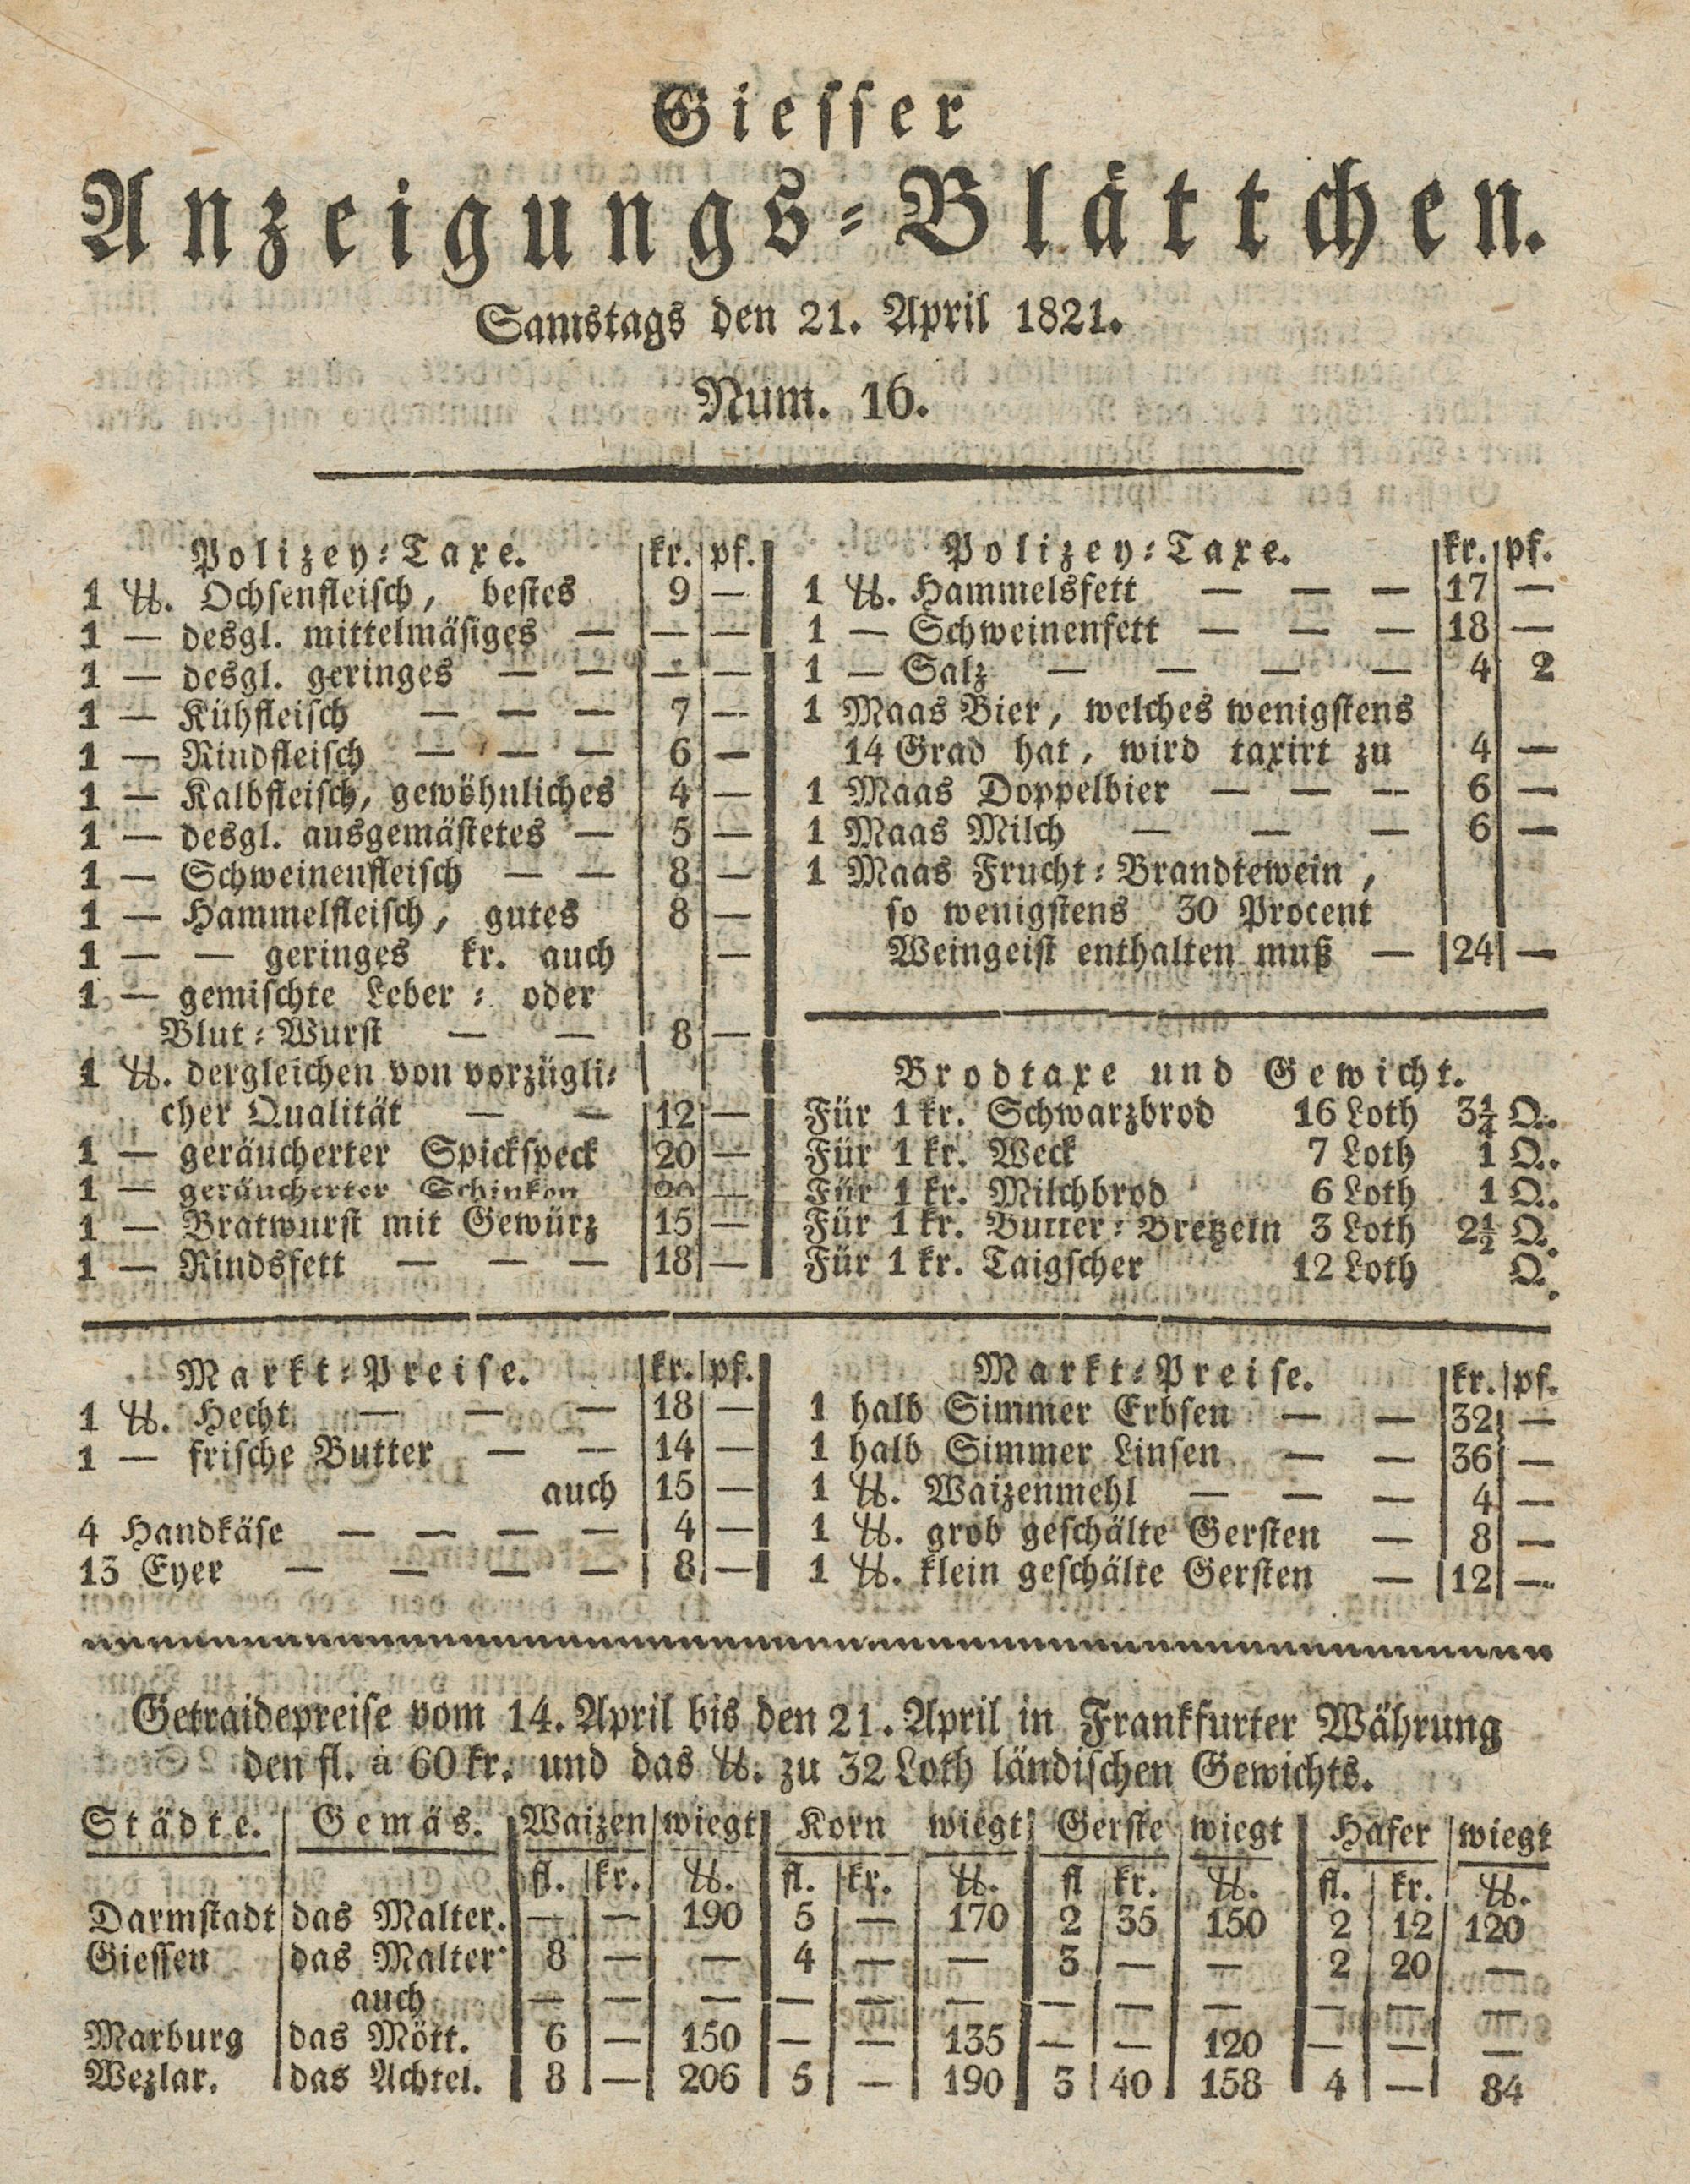 Giesser
Anzeigungs-Blättchen.
Samstags den 21. April 1821.
Num. 16.
Polizey-Taxe. kr. pf.
1 ℔. Ochsenfleisch, bestes 9 —
1 — desgl. mittelmäsiges — — —
1 — desgl. geringes — — — —
1 — Kühfleisch — — — 7 —
1 — Rindfleisch — — — 6 —
1 — Kalbfleisch, gewöhnliches 4 —
1 — desgl. ausgemästetes — 5 —
1 — Schweinenfleisch — — 8 —
1 — Hammelfleisch, gutes 8 —
1 — — geringes kr. auch —
1 — gemischte Leber- oder
Blut-Wurst — — 8 —
1 ℔. dergleichen von vorzügli-
cher Qualität — — 12 —
1 — geräucherter Spickspeck 20 —
1 — geräucherter Schinken 20 —
1 — Bratwurst mit Gewürz 15 —
1 — Rindsfett — — — 18 —
Polizey-Taxe. kr. pf.
1 ℔. Hammelsfett — — — 17 —
1 — Schweinenfett — — — 18 —
1 — Salz — — — — 4 2
1 Maas Bier, welches wenigstens
14 Grad hat, wird taxirt zu 4 —
1 Maas Doppelbier — — — 6 —
1 Maas Milch — — — 6 —
1 Maas Frucht-Brandtewein,
so wenigstens 30 Procent
Weingeist enthalten muß — 24 —
Brodtaxe und Gewicht.
Für 1 kr. Schwarzbrod 16 Loth 3¼ Q.
Für 1 kr. Weck 7 Loth 1 Q.
Für 1 kr. Milchbrod 6 Loth 1 Q.
Für 1 kr. Butter-Bretzeln 3 Loth 2½ Q.
Für 1 kr. Taigscher 12 Loth Q.
Markt-Preise. kr. pf.
1 ℔. Hecht — — — 18 —
1 — frische Butter — — 14 —
auch 15 —
4 Handkäse — — — — 4 —
13 Eyer — — — — 8 —
Markt-Preise. kr. pf.
1 halb Simmer Erbsen — — 32 —
1 halb Simmer Linsen — — 36 —
1 ℔. Waizenmehl — — — 4 —
1 ℔. grob geschälte Gersten — 8 —
1 ℔. klein geschälte Gersten — 12 —
Getraidepreise vom 14. April bis den 21. April in Frankfurter Währung
den fl. à 60 kr. und das ℔. zu 32 Loth ländischen Gewichts.
Städte. Gemäs. Waizen wiegt Korn wiegt Gerste wiegt Hafer wiegt
fl. kr. ℔. fl. kr. ℔. fl kr. ℔. fl. kr. ℔.
Darmstadt das Malter. — — 190 5 — 170 2 35 150 2 12 120
Giessen das Malter 8 — — 4 — — 3 — — 2 20 —
auch — — — — — — — — — — — —
Marburg das Mött. 6 — 150 — — 135 — — 120 — — —
Wezlar. das Achtel. 8 — 206 5 — 190 3 40 158 4 — 84